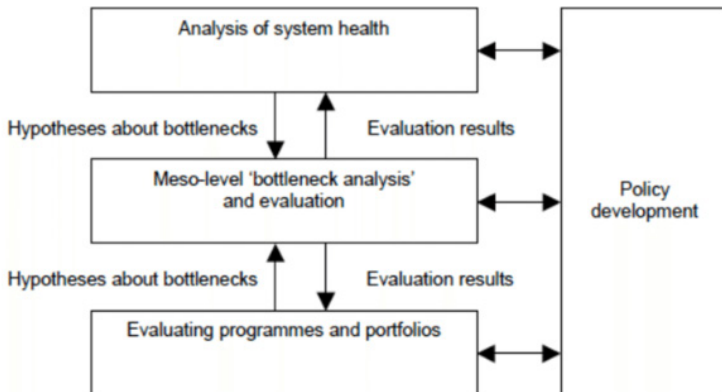 Analysis of system health
Hypotheses about bottlenecks
Evaluation results
Meso-level ‘bottleneck analysis’
and evaluation
Policy
development
Hypotheses about bottlenecks
Evaluation results
Evaluating programmes and portfolios